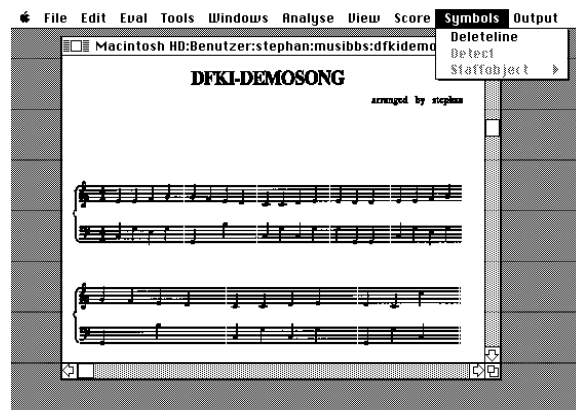 File Edit Eval Tools Windows Analyse View Score Symbols Output
Deleteline
Detect
Staffobject
Macintosh HD:Benutzer:stephan:musibbs:dfkidemo
DFKI-DEMOSONG
arranged by stephan